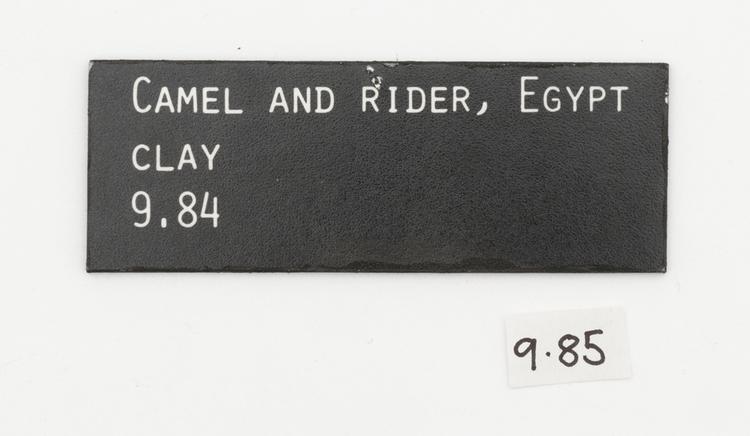 CAMEL AND RIDER, EGYPT
CLAY
9.84
9.85